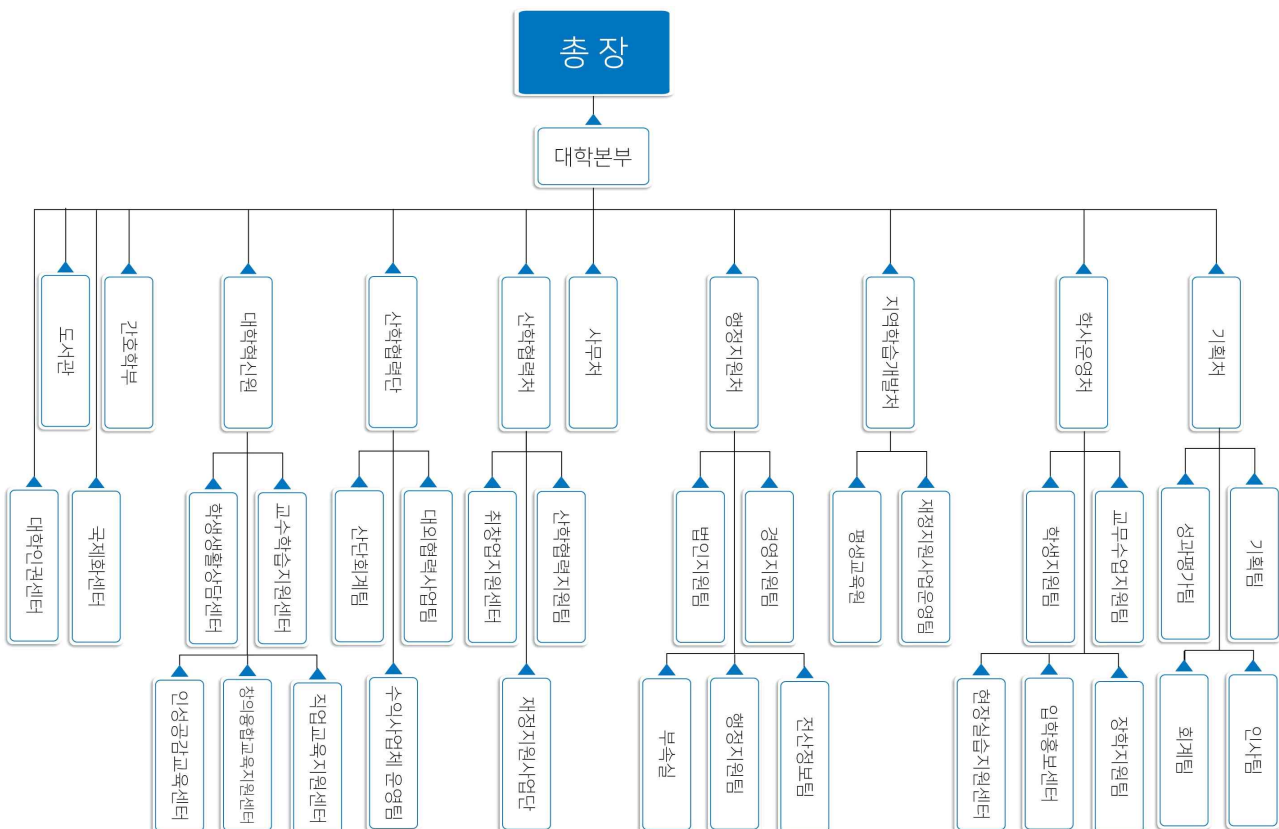 총 장
대학본부
도서관
간호학부
대학혁신원
산학협력단
산학협력처
사무처
행정지원처
지역학습개발처
학사운영처
기획처
대학인권센터
국제화센터
학생생활상담센터
교수학습지원센터
산단회계팀
대외협력사업팀
취창업지원센터
산학협력지원팀
법인지원팀
경영지원팀
평생교육원
재정지원사업운영팀
학생지원팀
교무수업지원팀
성과평가팀
기획팀
인성공감교육센터
창의융합교육지원센터
직업교육지원센터
수익사업체 운영팀
재정지원사업단
부속실
행정지원팀
전산정보팀
현장실습지원센터
입학홍보센터
장학지원팀
회계팀
인사팀